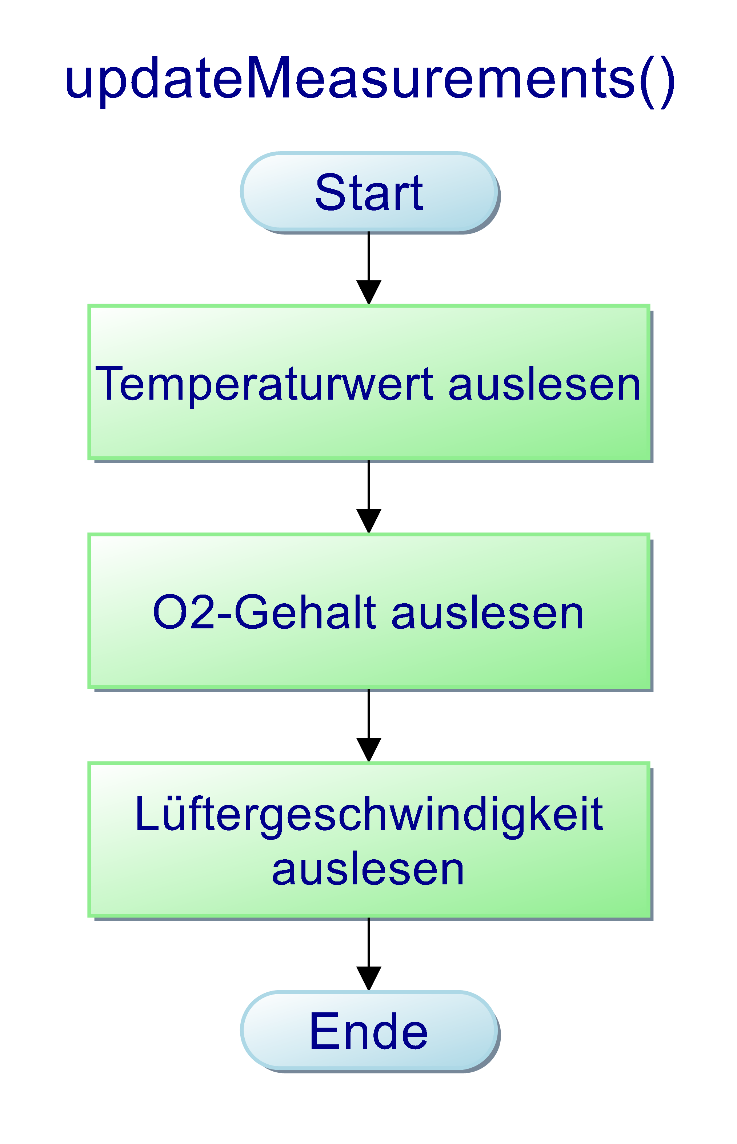 updateMeasurements()
Start
Temperaturwert auslesen
O2-Gehalt auslesen
Lüftergeschwindigkeit
auslesen
Ende